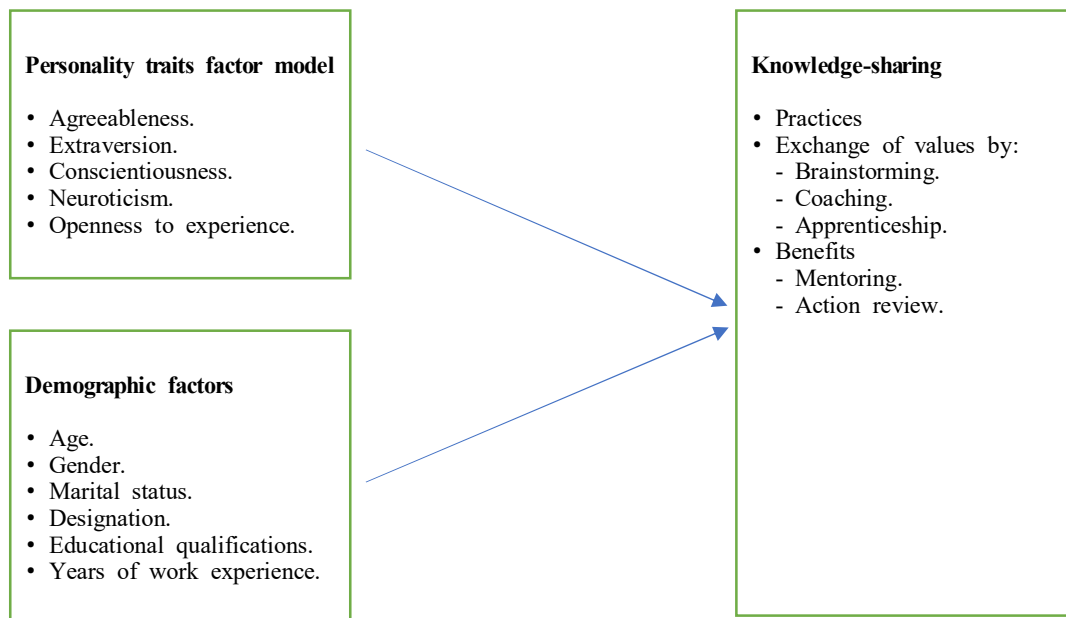 Personality traits factor model
• Agreeableness.
• Extraversion.
• Conscientiousness.
• Neuroticism.
• Openness to experience.
Demographic factors
• Age.
• Gender.
• Marital status.
• Designation.
• Educational qualifications.
• Years of work experience.
Knowledge-sharing
• Practices
• Exchange of values by:
- Brainstorming.
- Coaching.
- Apprenticeship.
• Benefits
- Mentoring.
- Action review.